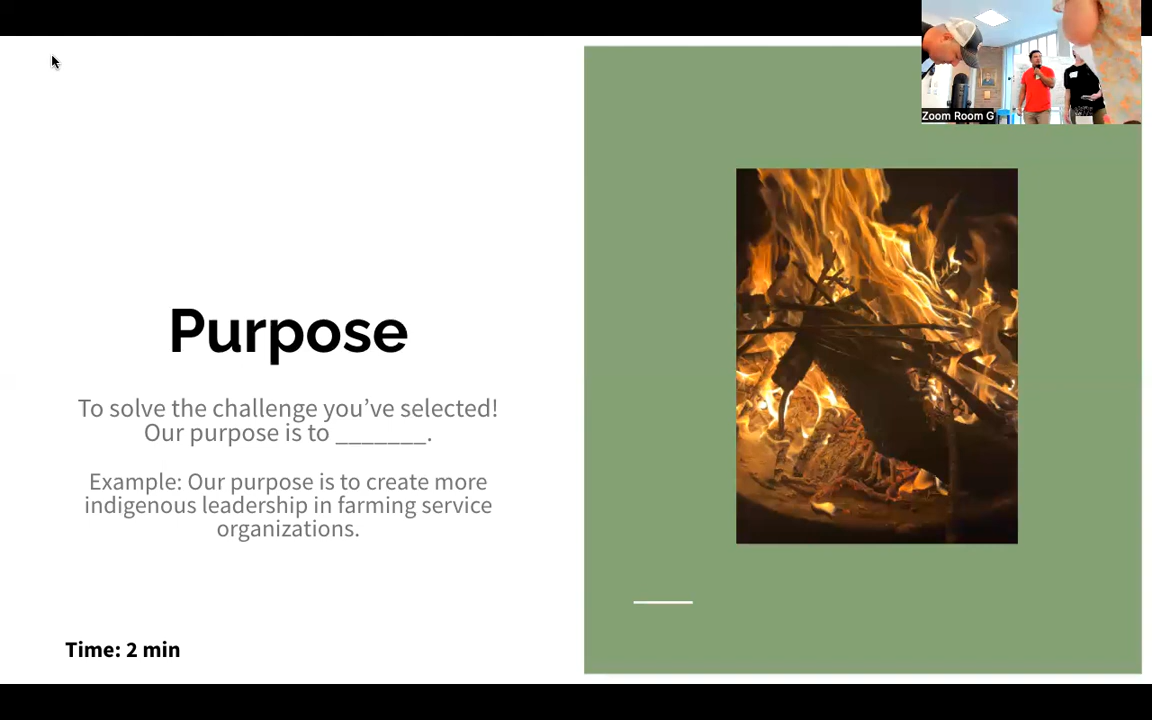 Zoom Room G
Purpose
To solve the challenge you’ve selected!
Our purpose is to _______.
Example: Our purpose is to create more
indigenous leadership in farming service
organizations.
Time: 2 min